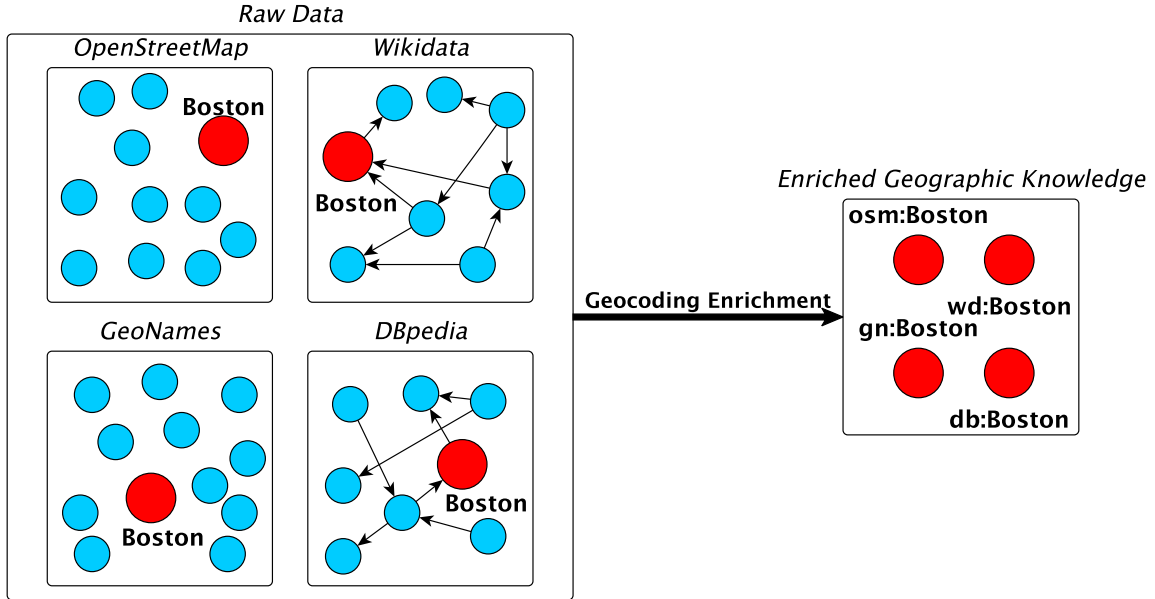 Raw Data
OpenStreetMap
Wikidata
Boston
Boston
GeoNames
DBpedia
Boston
Boston
Geocoding Enrichment
Enriched Geographic Knowledge
osm:Boston
wd:Boston
gn:Boston
db:Boston